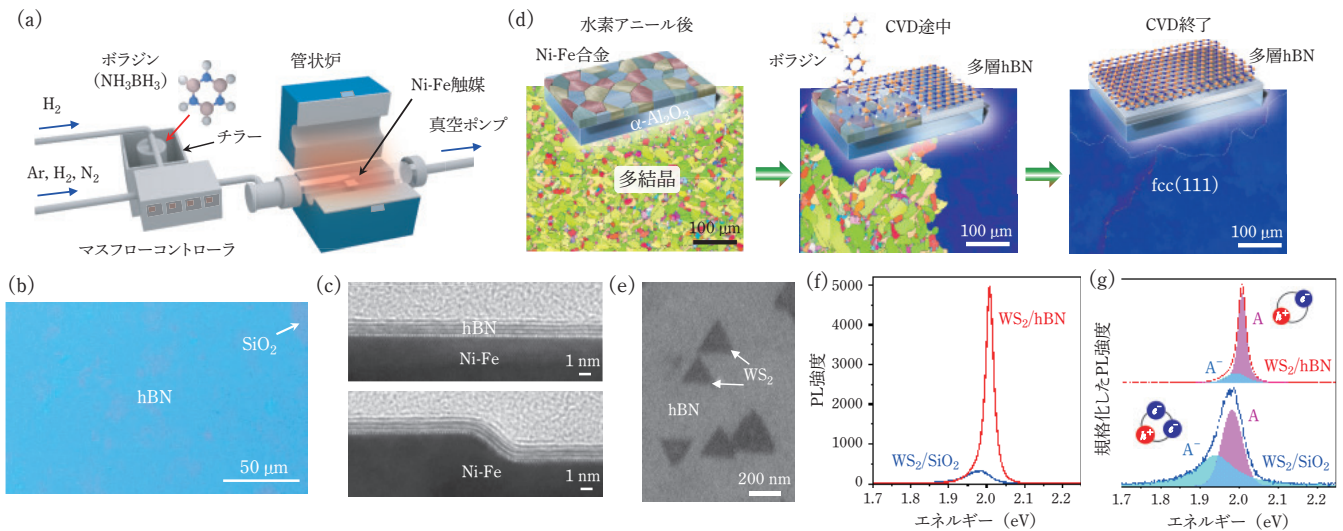 (a)
ボラジン
(NH3BH3)
H2
チラー
Ar, H2, N2
マスフローコントローラ
管状炉
Ni-Fe触媒
真空ポンプ
(d)
水素アニール後
Ni-Fe合金
α-Al2O3
多結晶
100 μm
CVD途中
ボラジン
多層hBN
100 μm
CVD終了
多層hBN
fcc(111)
100 μm
(b)
SiO2
hBN
50 μm
(c)
hBN
Ni-Fe
1 nm
Ni-Fe
1 nm
(e)
WS2
hBN
200 nm
(f)
5000
4000
3000
2000
1000
0
PL強度
WS2/hBN
WS2/SiO2
1.7 1.8 1.9 2.0 2.1 2.2
エネルギー (eV)
(g)
規格化したPL強度
h+
e-
A
A-
WS2/hBN
e-
h+
e-
A
A-
WS2/SiO2
1.7 1.8 1.9 2.0 2.1 2.2
エネルギー (eV)